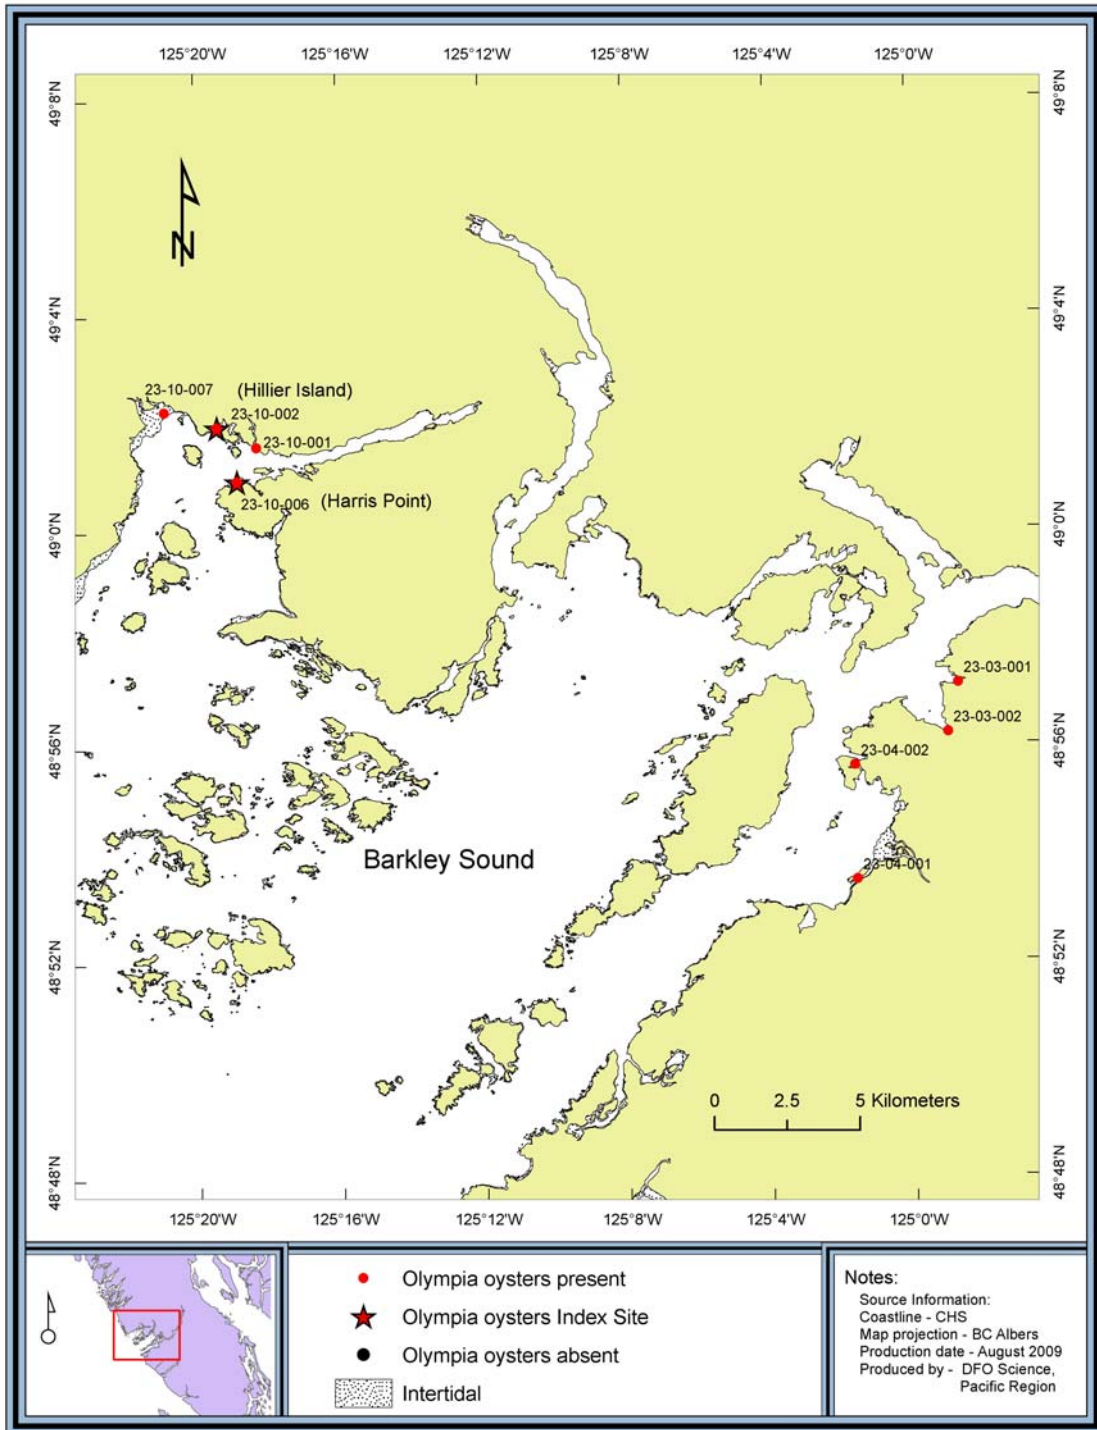 125°20'W 125°16'W 125°12'W 125°8'W 125°4'W 125°0'W
49°8'N 49°8'N
N
49°4'N 49°4'N
23-10-007 (Hillier Island)
23-10-002
23-10-001
23-10-006 (Harris Point)
49°0'N 49°0'N
23-03-001
23-03-002
48°56'N 48°56'N
23-04-002
Barkley Sound
23-04-001
48°52'N 48°52'N
0 2.5 5 Kilometers
48°48'N 48°48'N
125°20'W 125°16'W 125°12'W 125°8'W 125°4'W 125°0'W
Olympia oysters present
Olympia oysters Index Site
Olympia oysters absent
Intertidal
Notes:
Source Information:
Coastline - CHS
Map projection - BC Albers
Production date - August 2009
Produced by - DFO Science,
Pacific Region